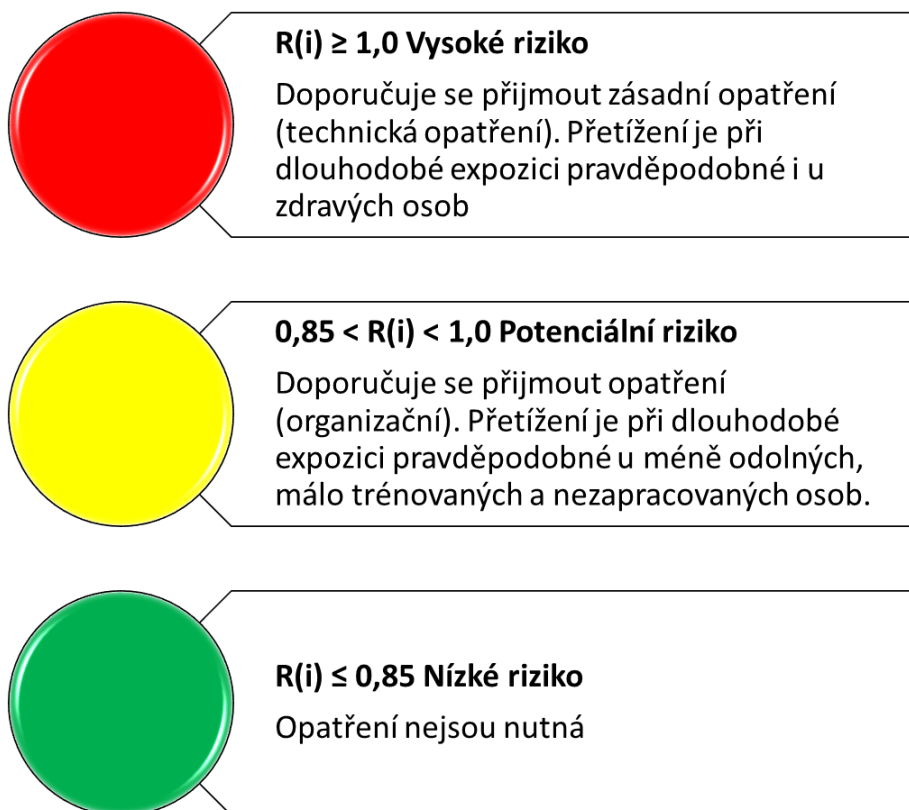 R(i) ≥ 1,0 Vysoké riziko
Doporučuje se přijmout zásadní opatření
(technická opatření). Přetížení je při
dlouhodobé expozici pravděpodobné i u
zdravých osob
0,85 < R(i) < 1,0 Potenciální riziko
Doporučuje se přijmout opatření
(organizační). Přetížení je při dlouhodobé
expozici pravděpodobné u méně odolných,
málo trénovaných a nezapracovaných osob.
R(i) ≤ 0,85 Nízké riziko
Opatření nejsou nutná